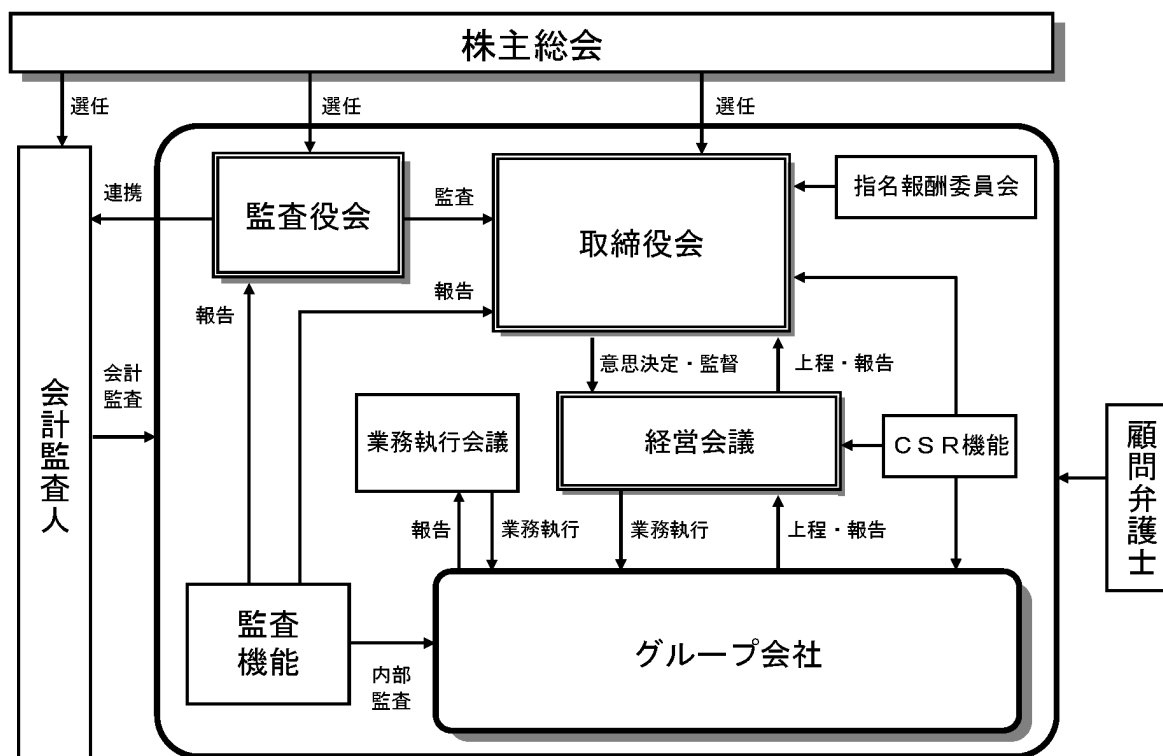 株主総会
選任
選任
選任
連携
監査役会
監査
取締役会
指名報酬委員会
報告
報告
会計
監査
意思決定・監督
上程・報告
会計監査人
業務執行会議
経営会議
ＣＳＲ機能
顧問弁護士
報告
業務執行
業務執行
上程・報告
監査
機能
内部
監査
グループ会社